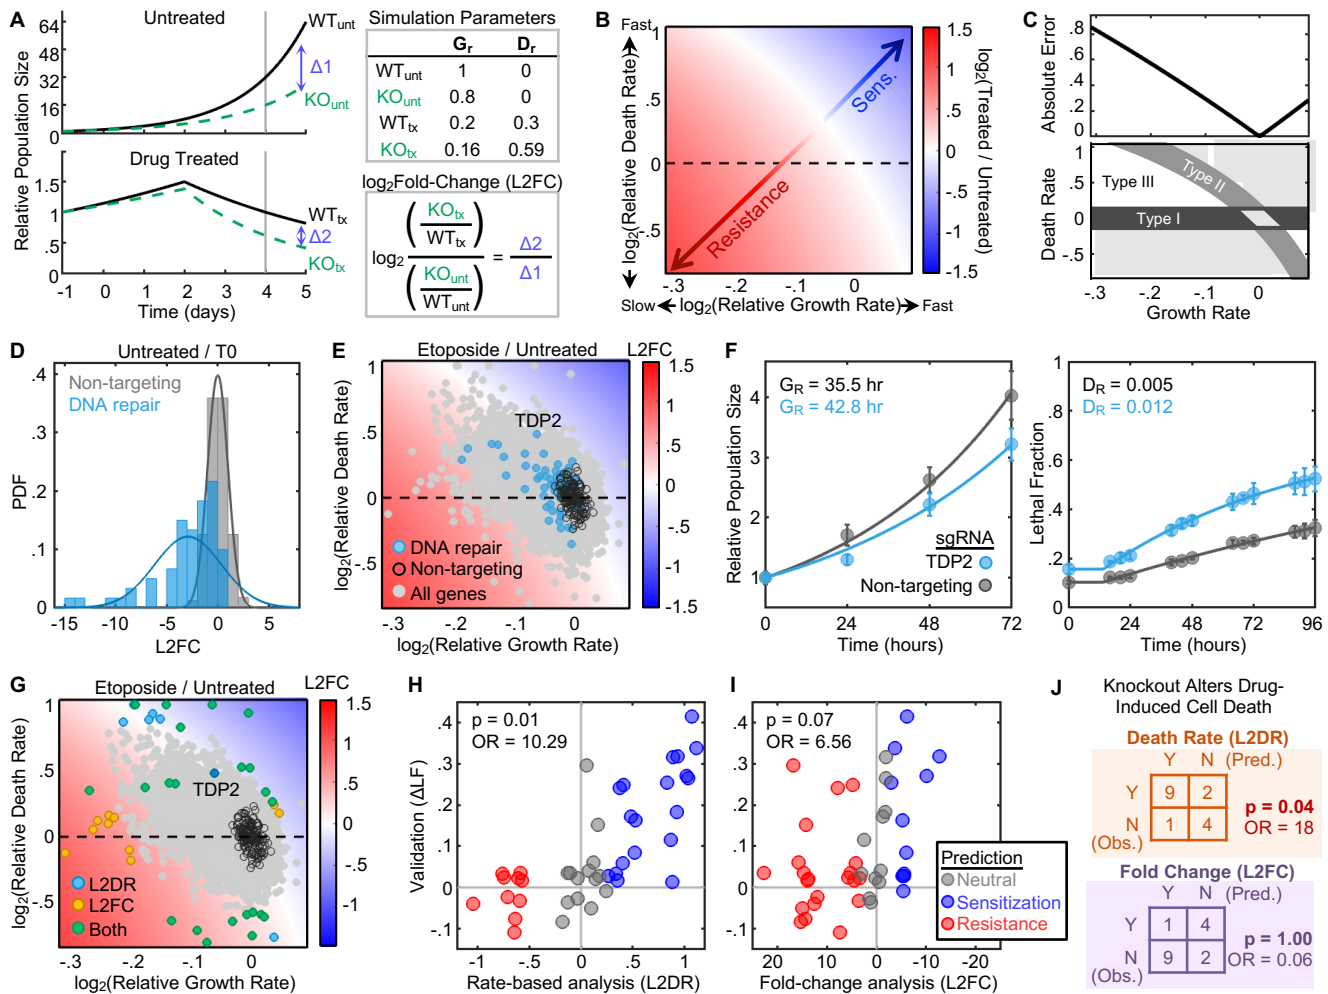 A
Untreated
Relative Population Size
64
48
32
16
0
WTunt
Δ1
KOunt
Drug Treated
1.5
1
.5
0
WTtx
Δ2
KOtx
-1 0 1 2 3 4 5
Time (days)
Simulation Parameters
Gr Dr
WTunt 1 0
KOunt 0.8 0
WTtx 0.2 0.3
KOtx 0.16 0.59
log2Fold-Change (L2FC)
log2 (KOtx / WTtx) / (KOunt / WTunt) = Δ2 / Δ1
B
Fast
log2(Relative Death Rate)
1
.5
0
-.5
Sens.
Resistance
-.3 -.2 -.1 0
Slow log2(Relative Growth Rate) Fast
1.5
1
.5
0
-.5
-1
-1.5
log2(Treated / Untreated)
C
Absolute Error
.8
.6
.4
.2
0
Death Rate
1
.5
0
-.5
Type III
Type II
Type I
-.3 -.2 -.1 0
Growth Rate
D
Untreated / T0
Non-targeting
DNA repair
PDF
.4
.3
.2
.1
0
-15 -10 -5 0 5
L2FC
E
Etoposide / Untreated
L2FC
log2(Relative Death Rate)
1
.5
0
-.5
TDP2
DNA repair
Non-targeting
All genes
-.3 -.2 -.1 0
log2(Relative Growth Rate)
1.5
1
.5
0
-.5
-1
-1.5
F
Relative Population Size
4
3
2
1
GR = 35.5 hr
GR = 42.8 hr
sgRNA
TDP2
Non-targeting
0 24 48 72
Time (hours)
Lethal Fraction
1
.8
.6
.4
.2
0
DR = 0.005
DR = 0.012
0 24 48 72 96
Time (hours)
G
Etoposide / Untreated
L2FC
log2(Relative Death Rate)
1
.5
0
-.5
TDP2
L2DR
L2FC
Both
-.3 -.2 -.1 0
log2(Relative Growth Rate)
1.5
1
.5
0
-.5
-1
H
p = 0.01
OR = 10.29
Validation (ΔLF)
.4
.3
.2
.1
0
-.1
-1 -.5 0 .5 1
Rate-based analysis (L2DR)
I
p = 0.07
OR = 6.56
.4
.3
.2
.1
0
-.1
20 10 0 -10 -20
Fold-change analysis (L2FC)
Prediction
Neutral
Sensitization
Resistance
J
Knockout Alters Drug-
Induced Cell Death
Death Rate (L2DR)
Y N (Pred.)
Y 9 2
N 1 4
(Obs.)
p = 0.04
OR = 18
Fold Change (L2FC)
Y N (Pred.)
Y 1 4
N 9 2
(Obs.)
p = 1.00
OR = 0.06